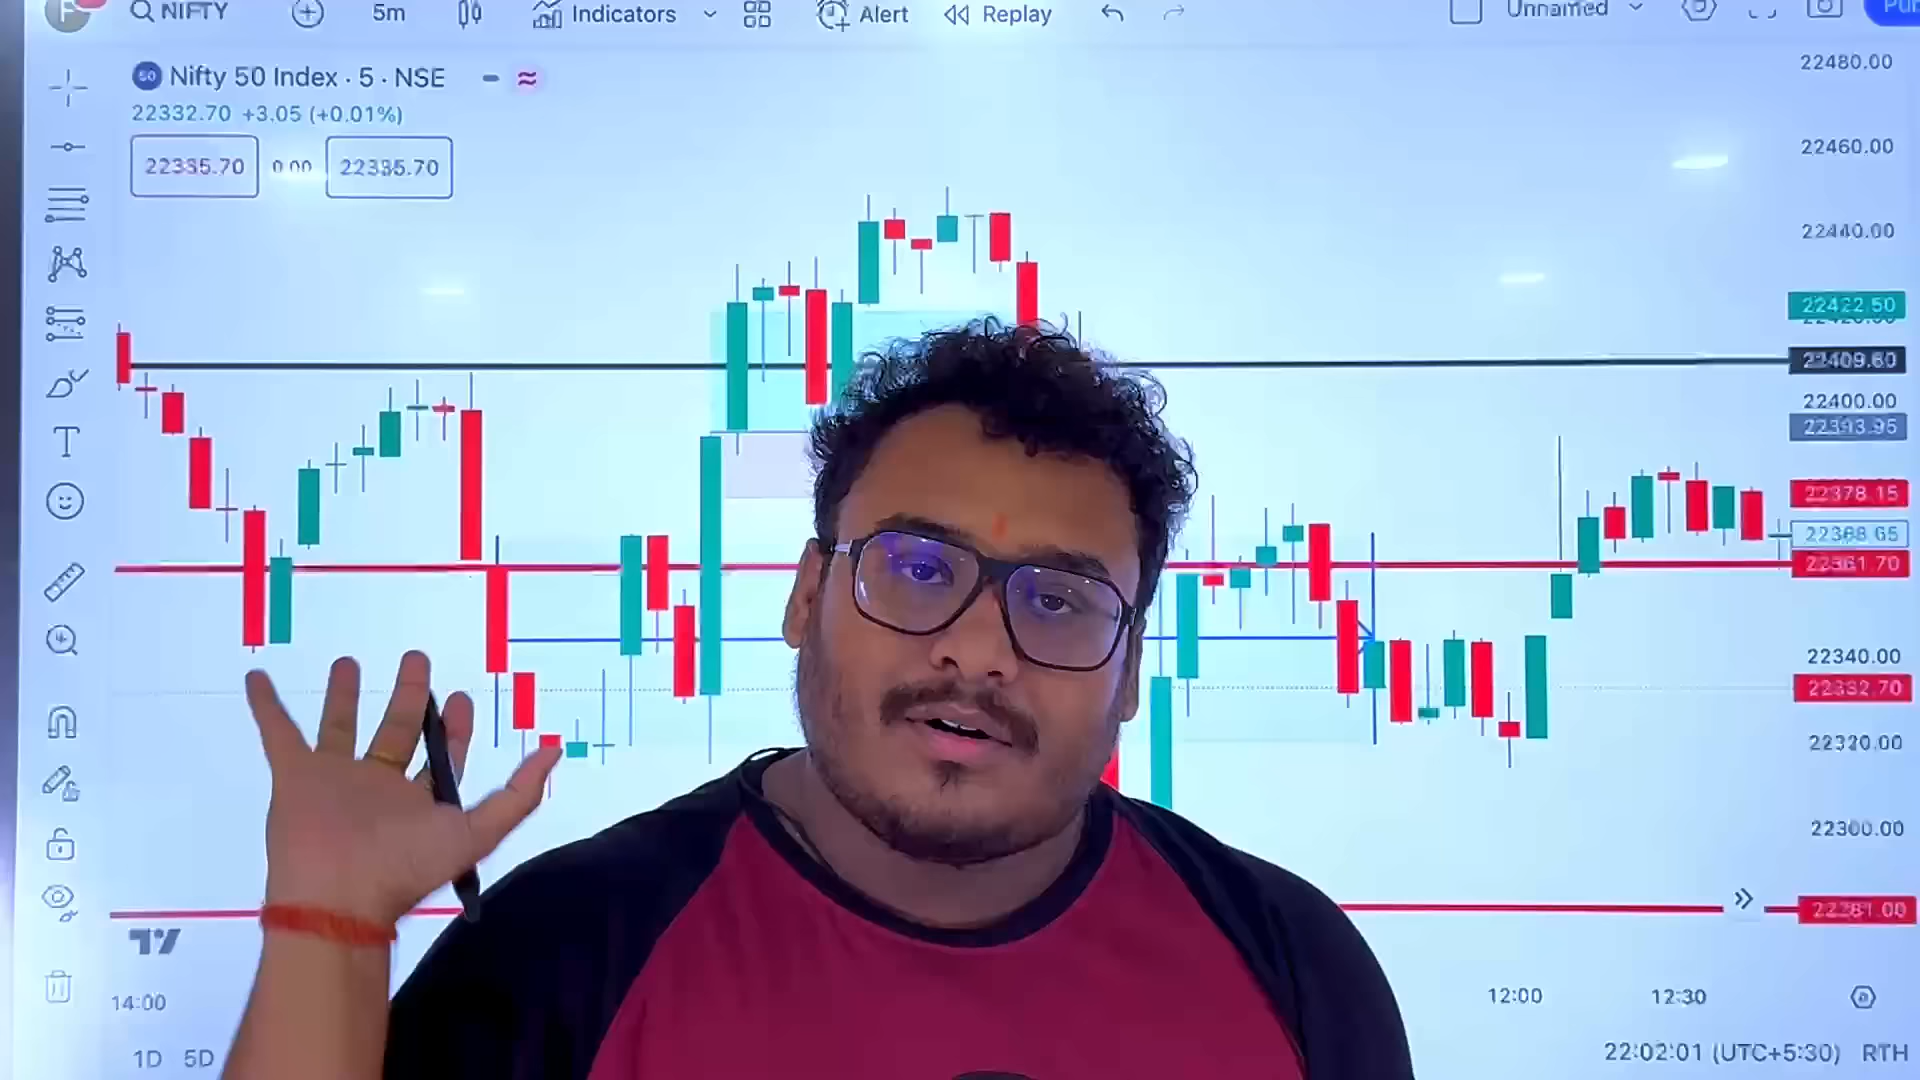 NIFTY 5m Indicators Alert Replay Unnamed
Nifty 50 Index · 5 · NSE
22332.70 +3.05 (+0.01%)
22335.70 0.00 22335.70
22480.00
22460.00
22440.00
22422.50
22409.60
22400.00
22393.95
22378.15
22368.65
22361.70
22340.00
22332.70
22320.00
22300.00
22281.00
14:00 12:00 12:30
1D 5D 22:02:01 (UTC+5:30) RTH